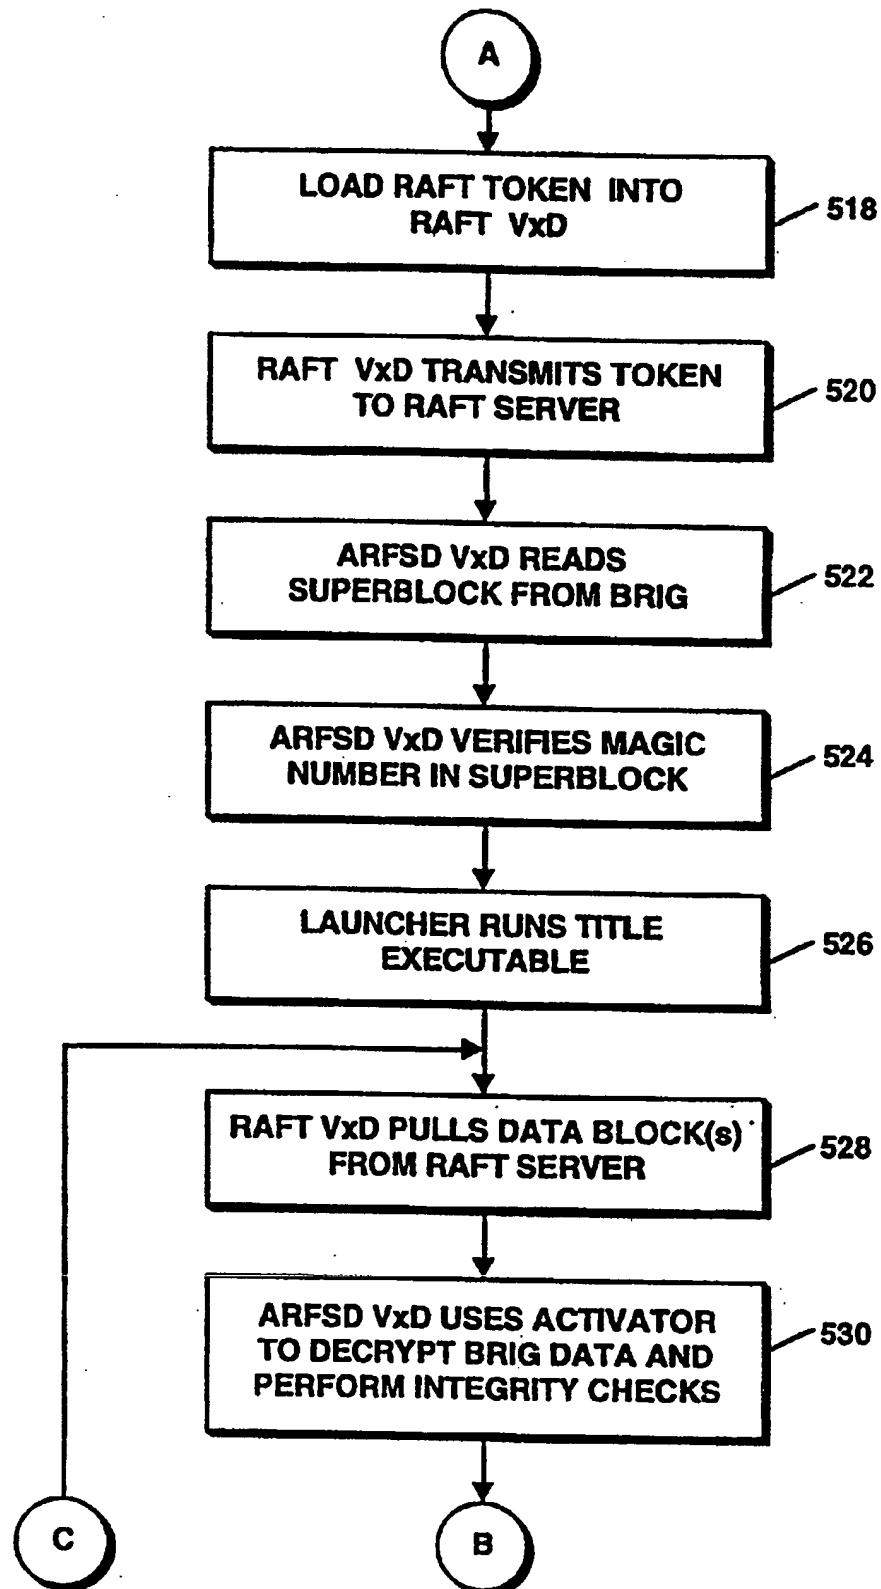 A
LOAD RAFT TOKEN INTO
RAFT VxD
518
RAFT VxD TRANSMITS TOKEN
TO RAFT SERVER
520
ARFSD VxD READS
SUPERBLOCK FROM BRIG
522
ARFSD VxD VERIFIES MAGIC
NUMBER IN SUPERBLOCK
524
LAUNCHER RUNS TITLE
EXECUTABLE
526
RAFT VxD PULLS DATA BLOCK(s)
FROM RAFT SERVER
528
ARFSD VxD USES ACTIVATOR
TO DECRYPT BRIG DATA AND
PERFORM INTEGRITY CHECKS
530
C
B